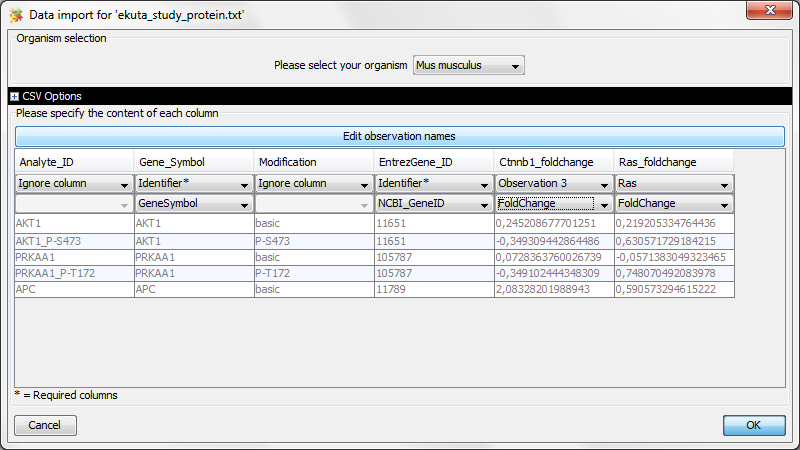 Data import for 'ekuta_study_protein.txt'
Organism selection
Please select your organism Mus musculus
CSV Options
Please specify the content of each column
Edit observation names
Analyte_ID Gene_Symbol Modification EntrezGene_ID Ctnnb1_foldchange Ras_foldchange
Ignore column Identifier* Ignore column Identifier* Observation 3 Ras
GeneSymbol NCBI_GeneID FoldChange FoldChange
AKT1 AKT1 basic 11651 0,245208677701251 0,219205334764436
AKT1_P-S473 AKT1 P-S473 11651 -0,349309442864486 0,630571729184215
PRKAA1 PRKAA1 basic 105787 0,0728363760026739 -0,0571383049323465
PRKAA1_P-T172 PRKAA1 P-T172 105787 -0,349102444348309 0,748070492083978
APC APC basic 11789 2,08328201988943 0,590573294615222
* = Required columns
Cancel OK